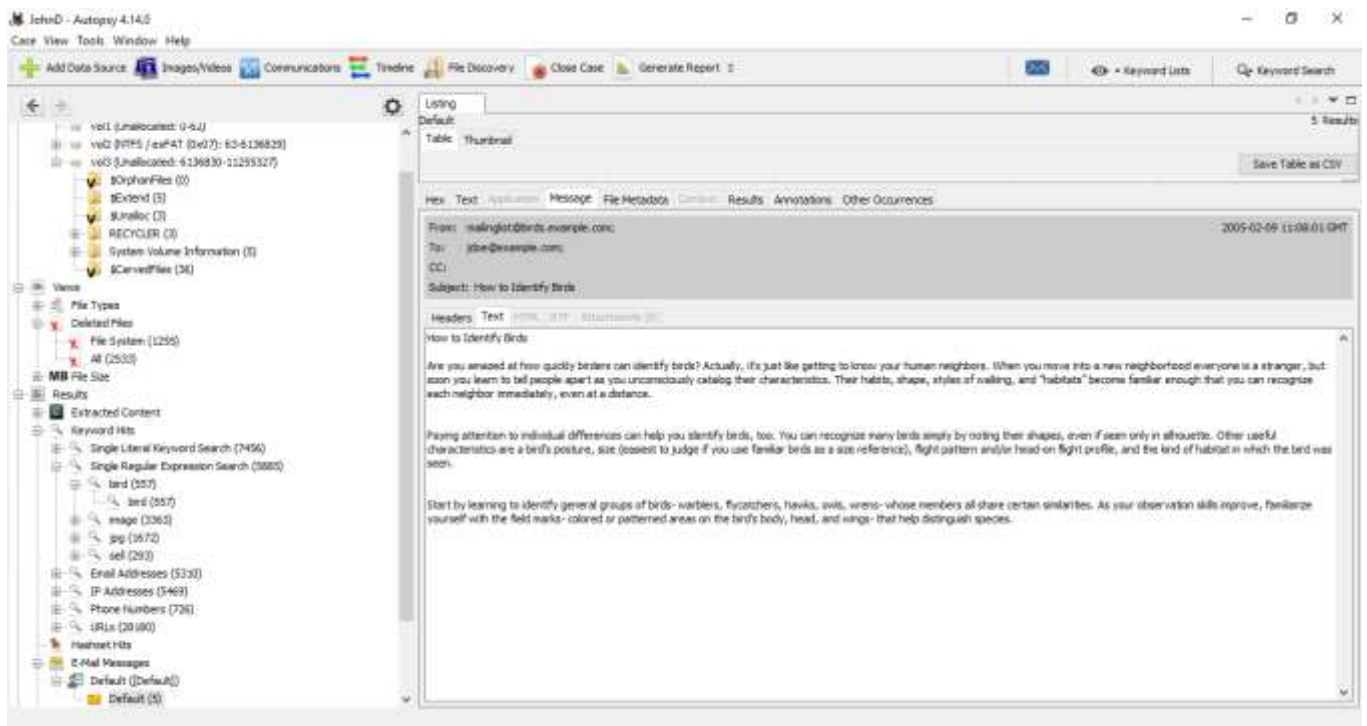 JohnD - Autopsy 4.14.0
Case View Tools Window Help
Add Data Source Images/Videos Communications Timeline File Discovery Close Case Generate Report Keyword Lists Keyword Search
Listing
Default
5 Results
Table Thumbnail
Save Table as CSV
vol1 (Unallocated: 0-62)
vol2 (NTFS / exFAT (0x07): 63-6136829)
vol3 (Unallocated: 6136830-11255327)
$OrphanFiles (0)
$Extend (5)
$Unalloc (3)
RECYCLER (3)
System Volume Information (5)
$CarvedFiles (36)
Views
File Types
Deleted Files
File System (1255)
All (2533)
MB File Size
Results
Extracted Content
Keyword Hits
Single Literal Keyword Search (7456)
Single Regular Expression Search (5885)
bird (557)
bird (557)
image (3363)
jpg (1672)
sell (293)
Email Addresses (5310)
IP Addresses (5469)
Phone Numbers (726)
URLs (28180)
Hashset Hits
E-Mail Messages
Default ([Default])
Default (5)
Hex Text Application Message File Metadata Context Results Annotations Other Occurrences
From: mailinglist@birds.example.com;
2005-02-09 11:08:01 GMT
To: jdoe@example.com;
CC:
Subject: How to Identify Birds
Headers Text HTML RTF Attachments
How to Identify Birds
Are you amazed at how quickly birders can identify birds? Actually, it's just like getting to know your human neighbors. When you move into a new neighborhood everyone is a stranger, but
soon you learn to tell people apart as you unconsciously catalog their characteristics. Their habits, shape, styles of walking, and "habitats" become familiar enough that you can recognize
each neighbor immediately, even at a distance.
Paying attention to individual differences can help you identify birds, too. You can recognize many birds simply by noting their shapes, even if seen only in silhouette. Other useful
characteristics are a bird's posture, size (easiest to judge if you use familiar birds as a size reference), flight pattern and/or head-on flight profile, and the kind of habitat in which the bird was
seen.
Start by learning to identify general groups of birds- warblers, flycatchers, hawks, owls, wrens- whose members all share certain similarities. As your observation skills improve, familiarize
yourself with the field marks- colored or patterned areas on the bird's body, head, and wings- that help distinguish species.